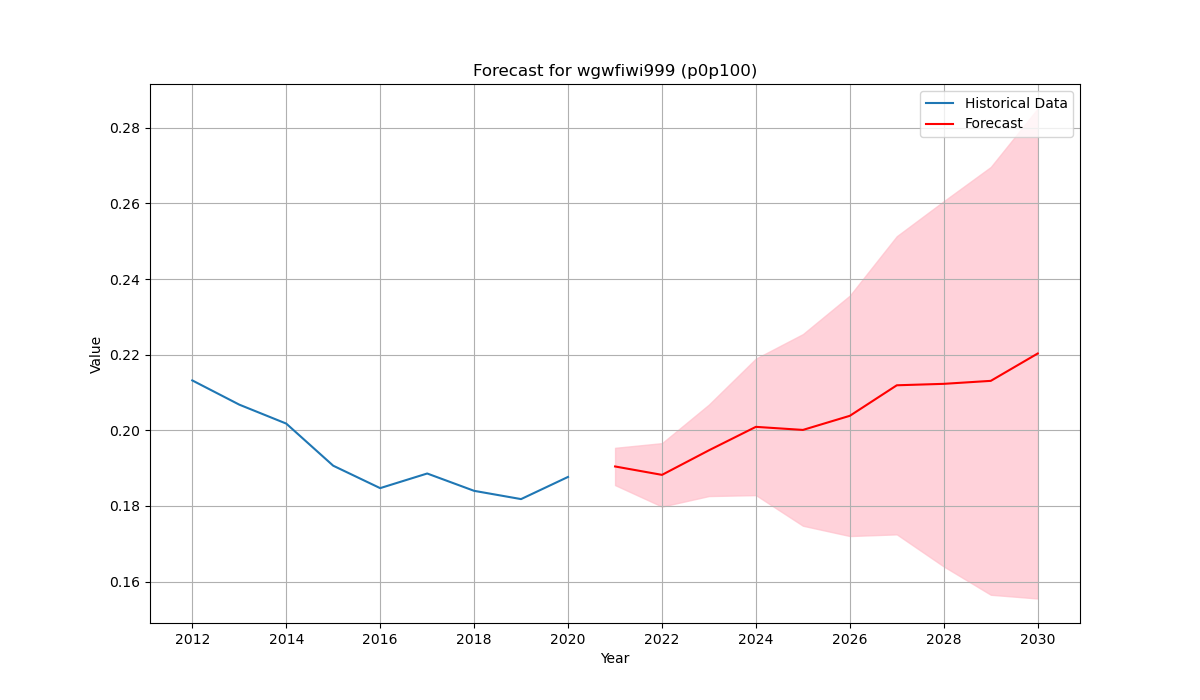 Forecast for wgwfiwi999 (p0p100)
Historical Data
Forecast
0.28
0.26
0.24
0.22
0.20
0.18
0.16
Value
2012 2014 2016 2018 2020 2022 2024 2026 2028 2030
Year